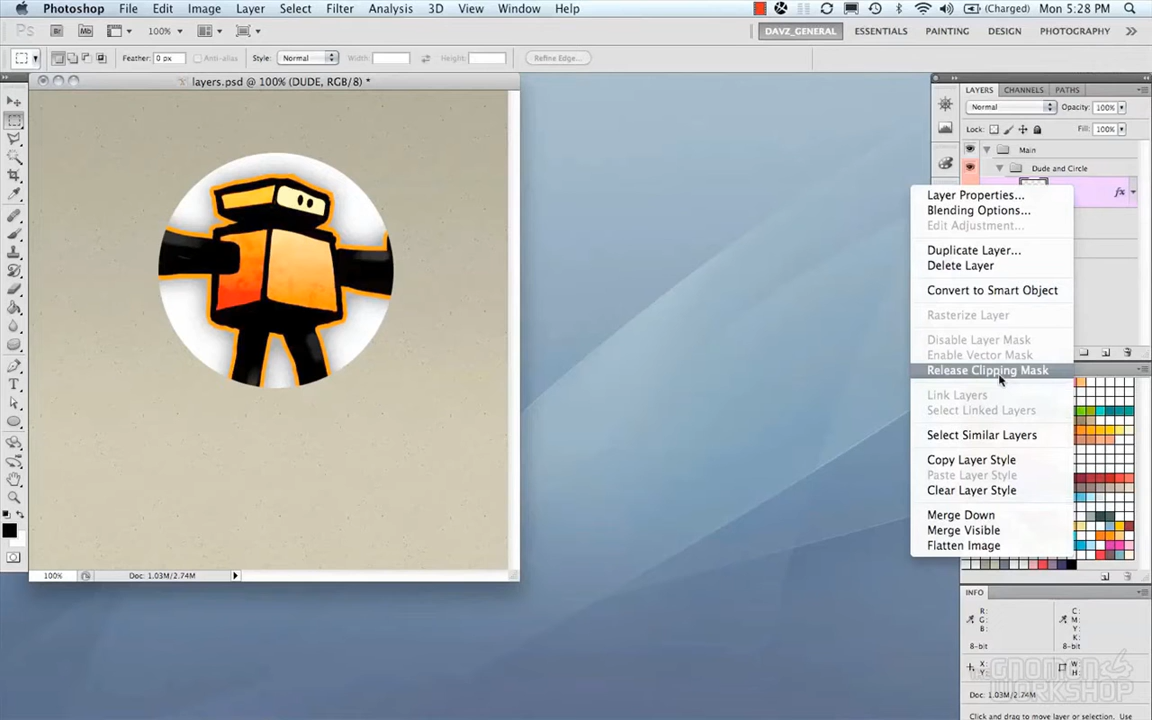 Photoshop File Edit Image Layer Select Filter Analysis 3D View Window Help (Charged) Mon 5:28 PM
Ps Br Mb 100% DAVZ_GENERAL ESSENTIALS PAINTING DESIGN PHOTOGRAPHY
Feather: 0 px Anti-alias Style: Normal Width: Height: Refine Edge...
layers.psd @ 100% (DUDE, RGB/8) *
LAYERS CHANNELS PATHS
Normal Opacity: 100%
Lock: Fill: 100%
Main
Dude and Circle
fx
Layer Properties...
Blending Options...
Edit Adjustment...
Duplicate Layer...
Delete Layer
Convert to Smart Object
Rasterize Layer
Disable Layer Mask
Enable Vector Mask
Release Clipping Mask
Link Layers
Select Linked Layers
Select Similar Layers
Copy Layer Style
Paste Layer Style
Clear Layer Style
Merge Down
Merge Visible
Flatten Image
100% Doc: 1.03M/2.74M
INFO
R: C:
G: M:
B: Y:
K:
8-bit 8-bit
X: W:
Y: H:
Doc: 1.03M/2.74M
Click and drag to move layer or selection. Use
GNOMON
WORKSHOP